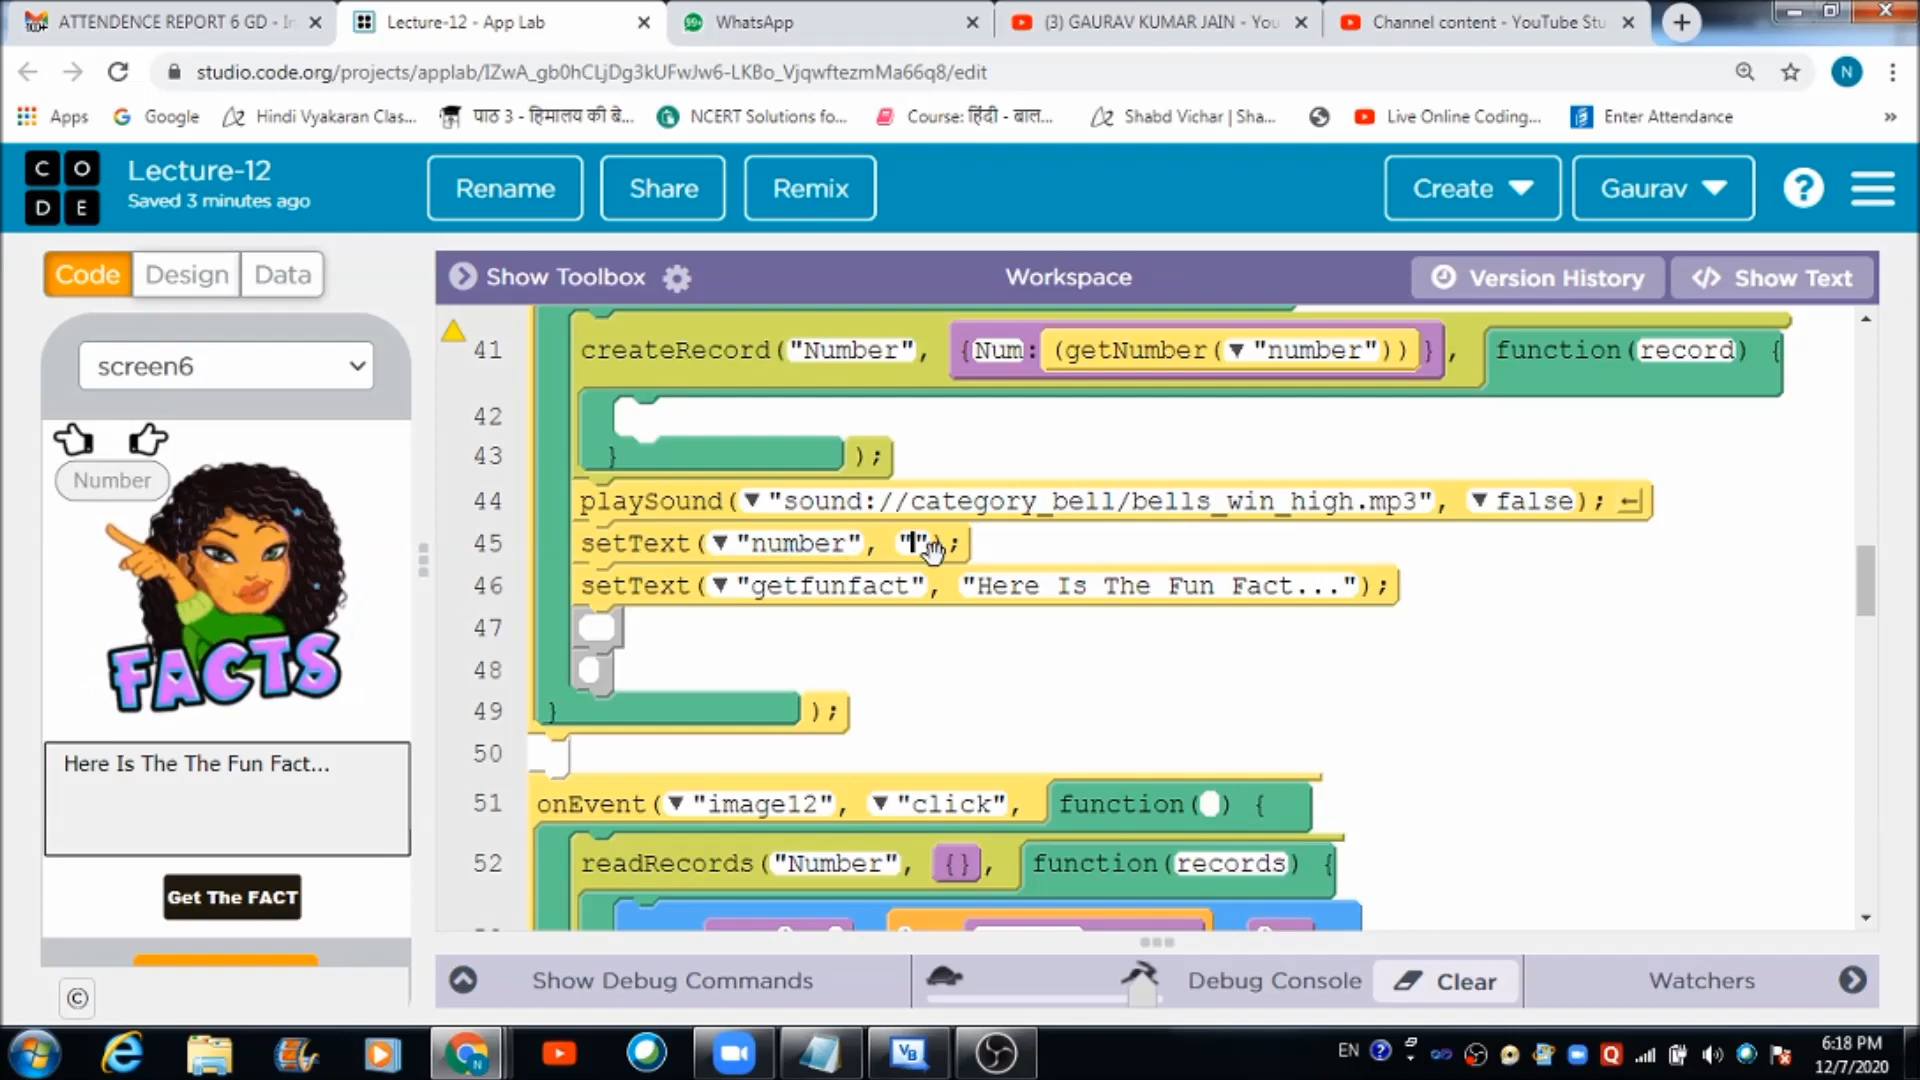 ATTENDENCE REPORT 6 GD - In
Lecture-12 - App Lab
99+
WhatsApp
(3) GAURAV KUMAR JAIN - You
Channel content - YouTube Stu
studio.code.org/projects/applab/IZwA_gb0hCLjDg3kUFwJw6-LKBo_VjqwftezmMa66q8/edit
N
Apps
Google
Hindi Vyakaran Clas...
पाठ 3 - हिमालय की बे...
NCERT Solutions fo...
Course: हिंदी - बाल...
Shabd Vichar | Sha...
Live Online Coding...
Enter Attendance
»
C O
D E
Lecture-12
Saved 3 minutes ago
Rename
Share
Remix
Create
Gaurav
?
Code
Design
Data
Show Toolbox
Workspace
Version History
</> Show Text
screen6
Number
FACTS
Here Is The The Fun Fact...
Get The FACT
©
41 createRecord("Number", {Num:(getNumber(▼"number"))}, function(record) {
42
43 } );
44 playSound(▼"sound://category_bell/bells_win_high.mp3", ▼false); ←
45 setText(▼"number", "");
46 setText(▼"getfunfact", "Here Is The Fun Fact...");
47
48
49 } );
50
51 onEvent(▼"image12", ▼"click", function( ) {
52 readRecords("Number", {}, function(records) {
Show Debug Commands
Debug Console
Clear
Watchers
EN
6:18 PM
12/7/2020